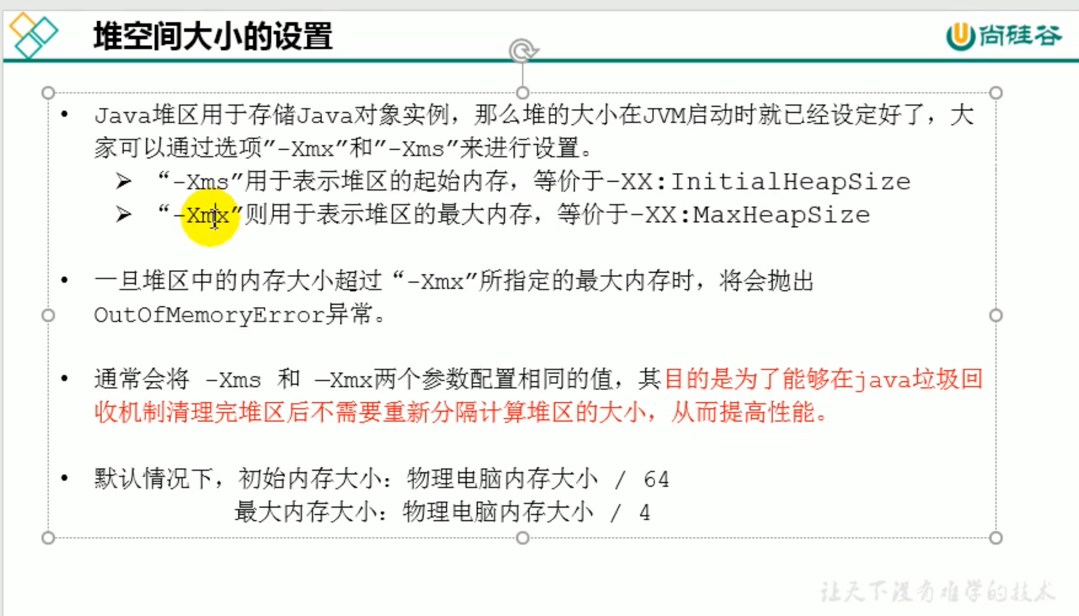 堆空间大小的设置
尚硅谷
• Java堆区用于存储Java对象实例，那么堆的大小在JVM启动时就已经设定好了，大
家可以通过选项"-Xmx"和"-Xms"来进行设置。
➢ “-Xms”用于表示堆区的起始内存，等价于-XX:InitialHeapSize
➢ “-Xmx”则用于表示堆区的最大内存，等价于-XX:MaxHeapSize
• 一旦堆区中的内存大小超过“-Xmx”所指定的最大内存时，将会抛出
OutOfMemoryError异常。
• 通常会将 -Xms 和 –Xmx两个参数配置相同的值，其目的是为了能够在java垃圾回
收机制清理完堆区后不需要重新分隔计算堆区的大小，从而提高性能。
• 默认情况下，初始内存大小：物理电脑内存大小 / 64
最大内存大小：物理电脑内存大小 / 4
让天下没有难学的技术